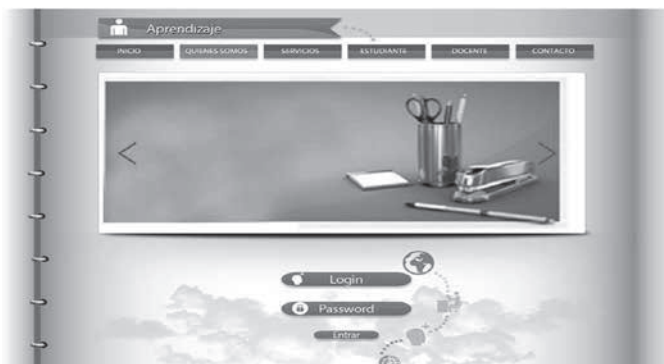 Aprendizaje
INICIO QUIENES SOMOS SERVICIOS ESTUDIANTE DOCENTE CONTACTO
Login
Password
Entrar